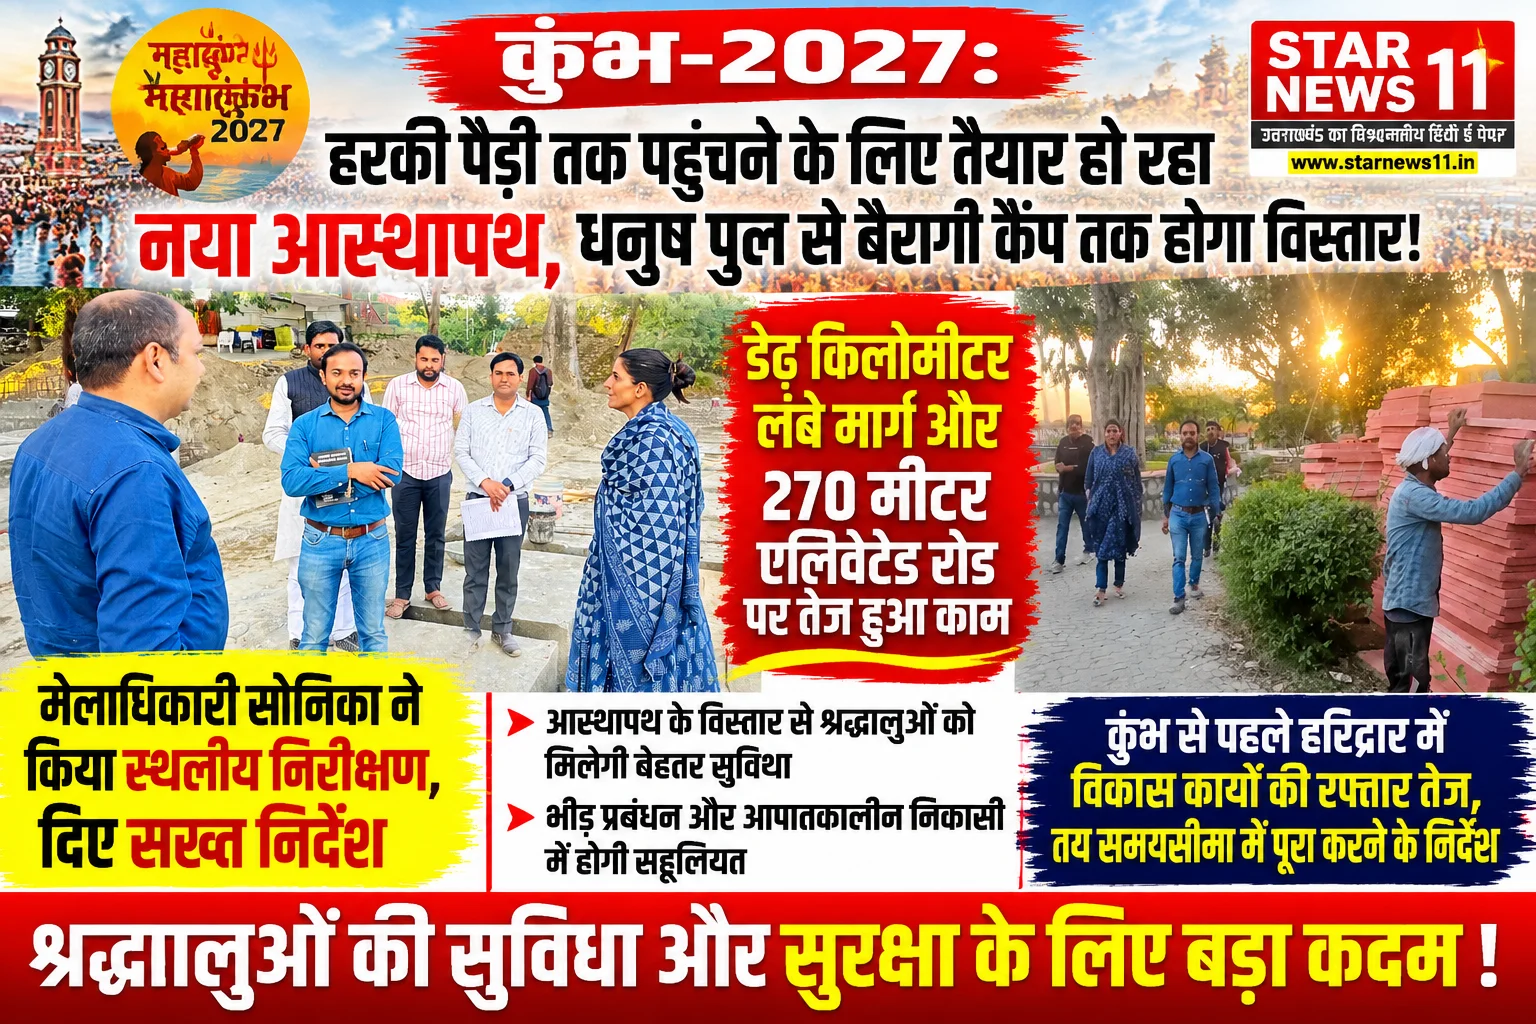 कुंभ-2027:
2027
STAR
NEWS 11
www.starnews11.in
हरकी पैड़ी तक पहुंचने के लिए तैयार हो रहा
नया आस्थापथ, धनुष पुल से बैरागी कैंप तक होगा विस्तार!
डेढ़ किलोमीटर
लंबे मार्ग और
270 मीटर
एलिवेटेड रोड
पर तेज हुआ काम
मेलाधिकारी सोनिका ने
किया स्थलीय निरीक्षण,
दिए सख्त निर्देश
आस्थापथ के विस्तार से श्रद्धालुओं को
मिलेगी बेहतर सुविधा
भीड़ प्रबंधन और आपातकालीन निकासी
में होगी सहूलियत
कुंभ से पहले हरिद्वार में
विकास कार्यों की रफ्तार तेज,
तय समयसीमा में पूरा करने के निर्देश
श्रद्धाालुओं की सुविधा और सुरक्षा के लिए बड़ा कदम !